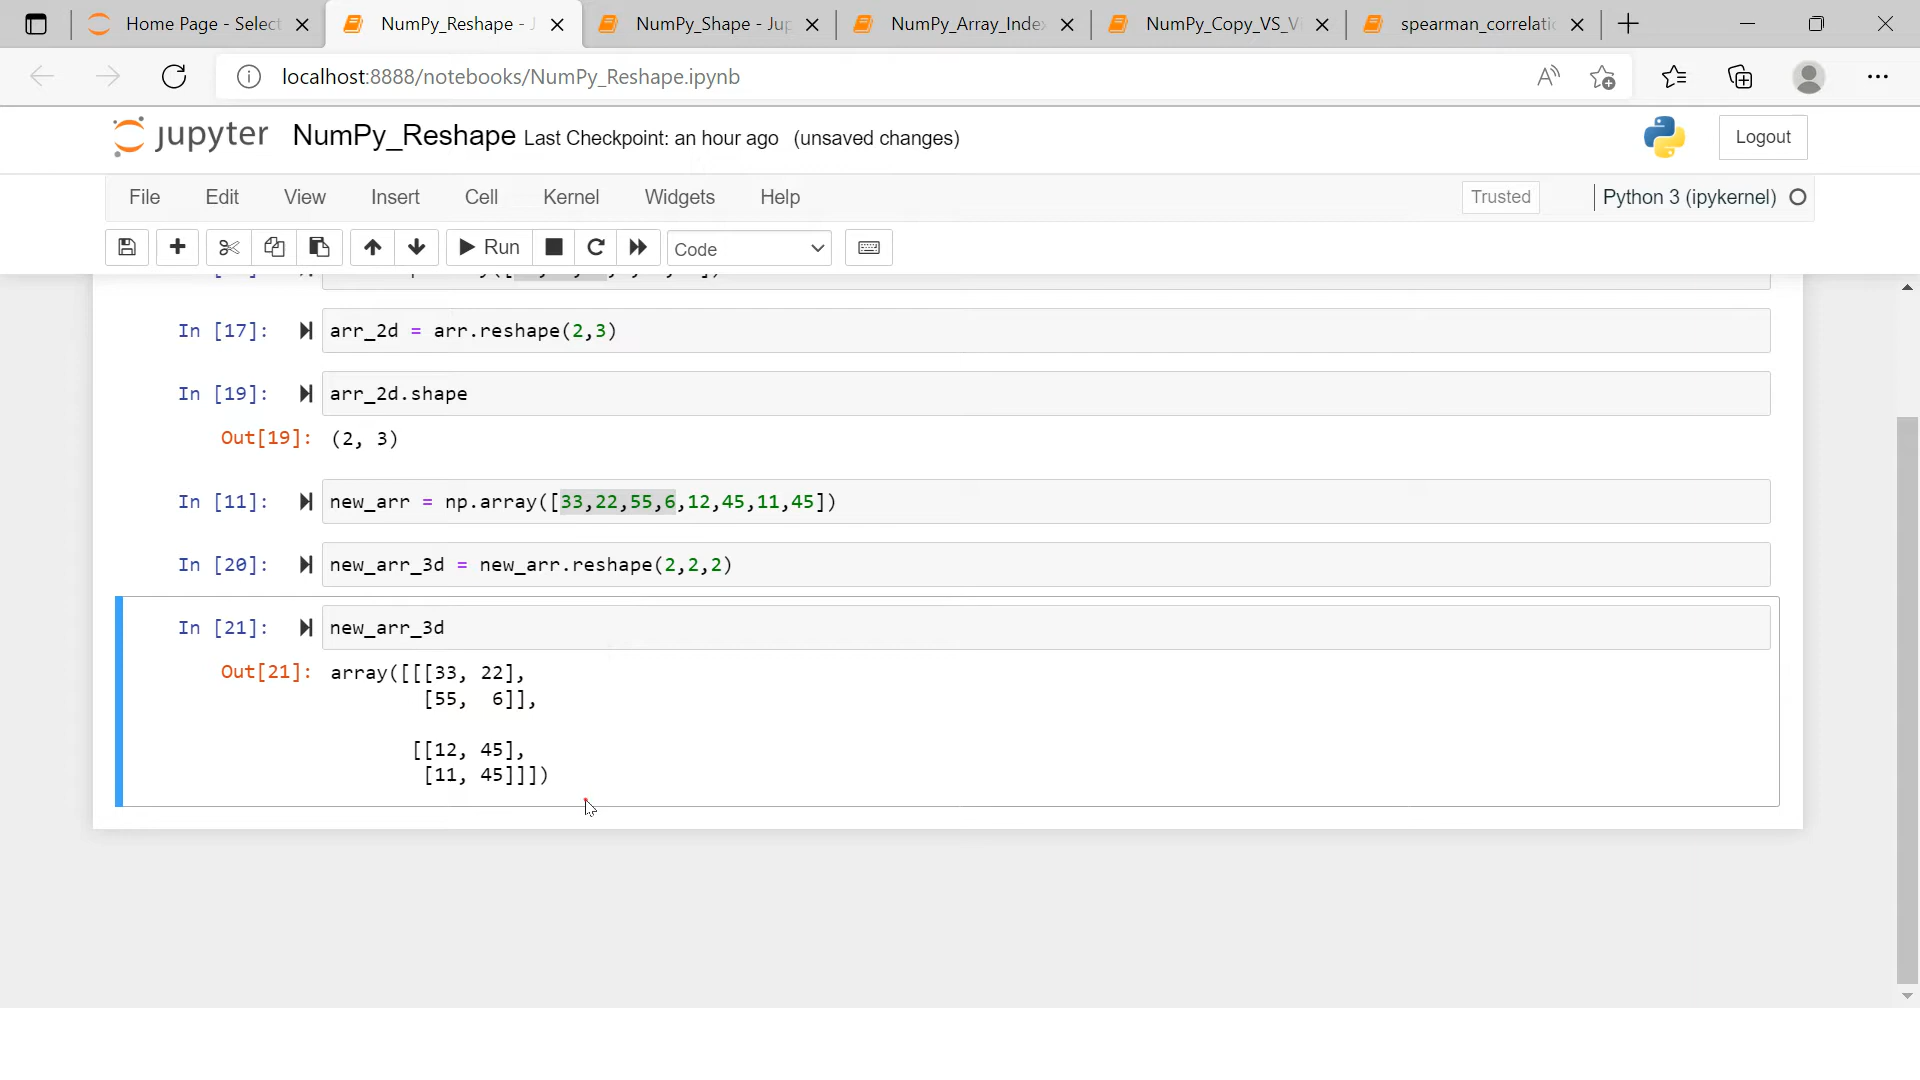 Home Page - Select
NumPy_Reshape - J
NumPy_Shape - Jup
NumPy_Array_Index
NumPy_Copy_VS_V
spearman_correlatic
localhost:8888/notebooks/NumPy_Reshape.ipynb
jupyter NumPy_Reshape Last Checkpoint: an hour ago (unsaved changes)
Logout
File Edit View Insert Cell Kernel Widgets Help
Trusted
Python 3 (ipykernel)
Run
Code
In [17]: arr_2d = arr.reshape(2,3)
In [19]: arr_2d.shape
Out[19]: (2, 3)
In [11]: new_arr = np.array([33,22,55,6,12,45,11,45])
In [20]: new_arr_3d = new_arr.reshape(2,2,2)
In [21]: new_arr_3d
Out[21]: array([[[33, 22],
[55,  6]],
[[12, 45],
[11, 45]]])